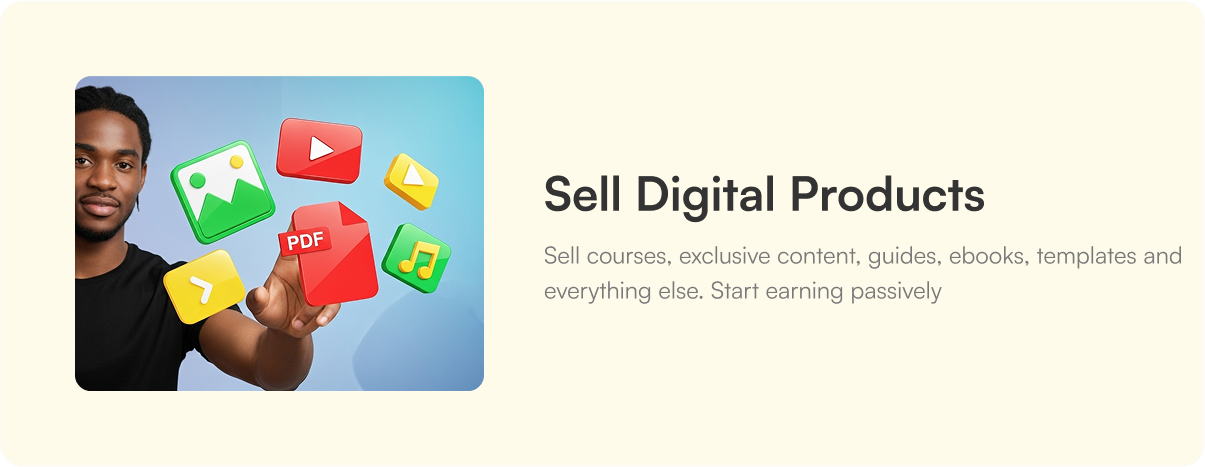 PDF
Sell Digital Products
Sell courses, exclusive content, guides, ebooks, templates and
everything else. Start earning passively